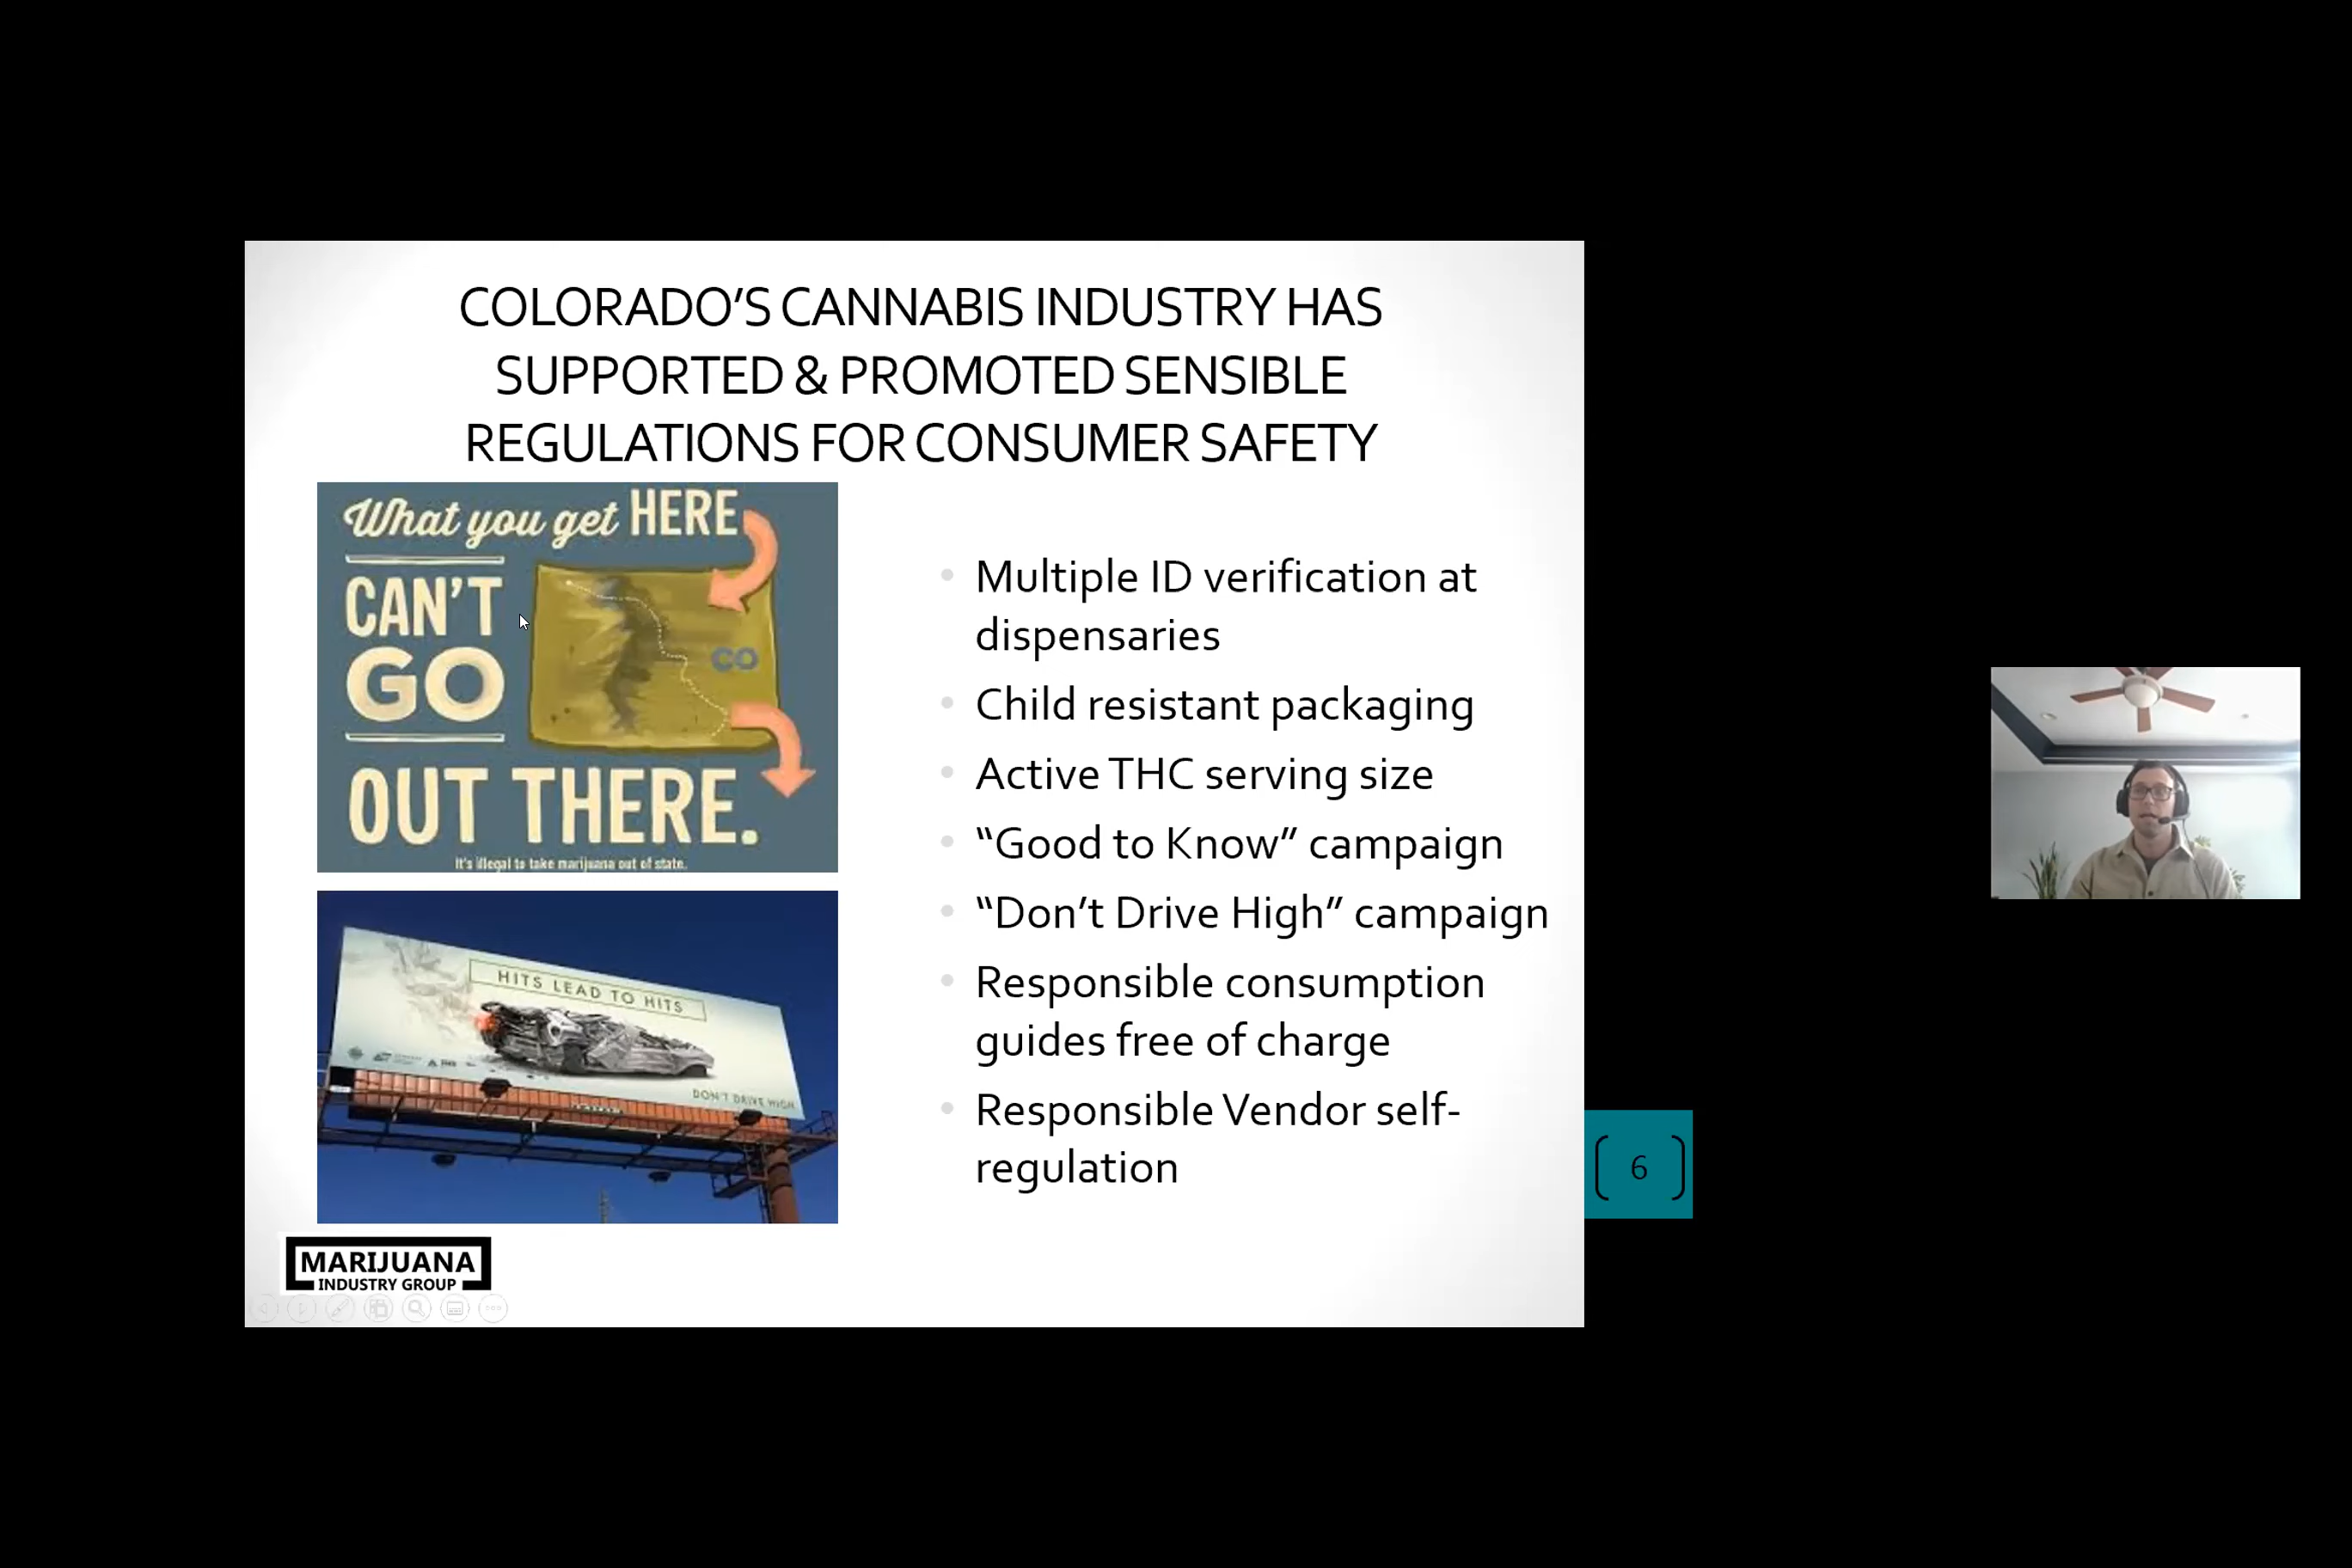 COLORADO’S CANNABIS INDUSTRY HAS
SUPPORTED & PROMOTED SENSIBLE
REGULATIONS FOR CONSUMER SAFETY
What you get HERE
CAN'T
GO
OUT THERE.
CO
It's illegal to take marijuana out of state.
HITS LEAD TO HITS
DON'T DRIVE HIGH
• Multiple ID verification at
dispensaries
• Child resistant packaging
• Active THC serving size
• “Good to Know” campaign
• “Don’t Drive High” campaign
• Responsible consumption
guides free of charge
• Responsible Vendor self-
regulation
6
MARIJUANA
INDUSTRY GROUP